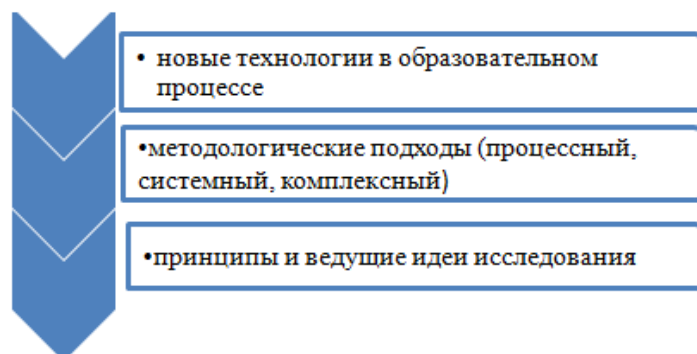 • новые технологии в образовательном
процессе
•методологические подходы (процессный,
системный, комплексный)
•принципы и ведущие идеи исследования